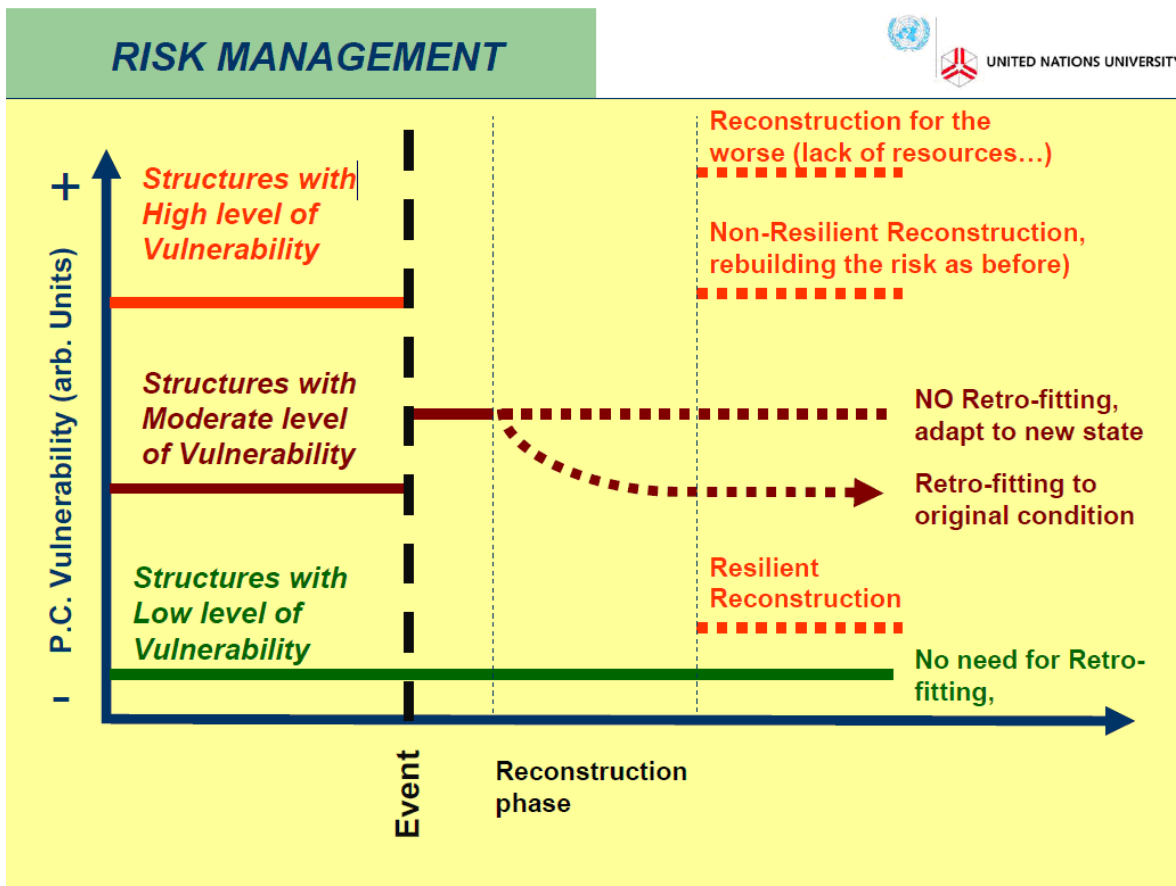 RISK MANAGEMENT
UNITED NATIONS UNIVERSITY
+
P.C. Vulnerability (arb. Units)
-
Structures with
High level of
Vulnerability
Structures with
Moderate level
of Vulnerability
Structures with
Low level of
Vulnerability
Reconstruction for the
worse (lack of resources...)
Non-Resilient Reconstruction,
rebuilding the risk as before)
NO Retro-fitting,
adapt to new state
Retro-fitting to
original condition
Resilient
Reconstruction
No need for Retro-
fitting,
Event
Reconstruction
phase